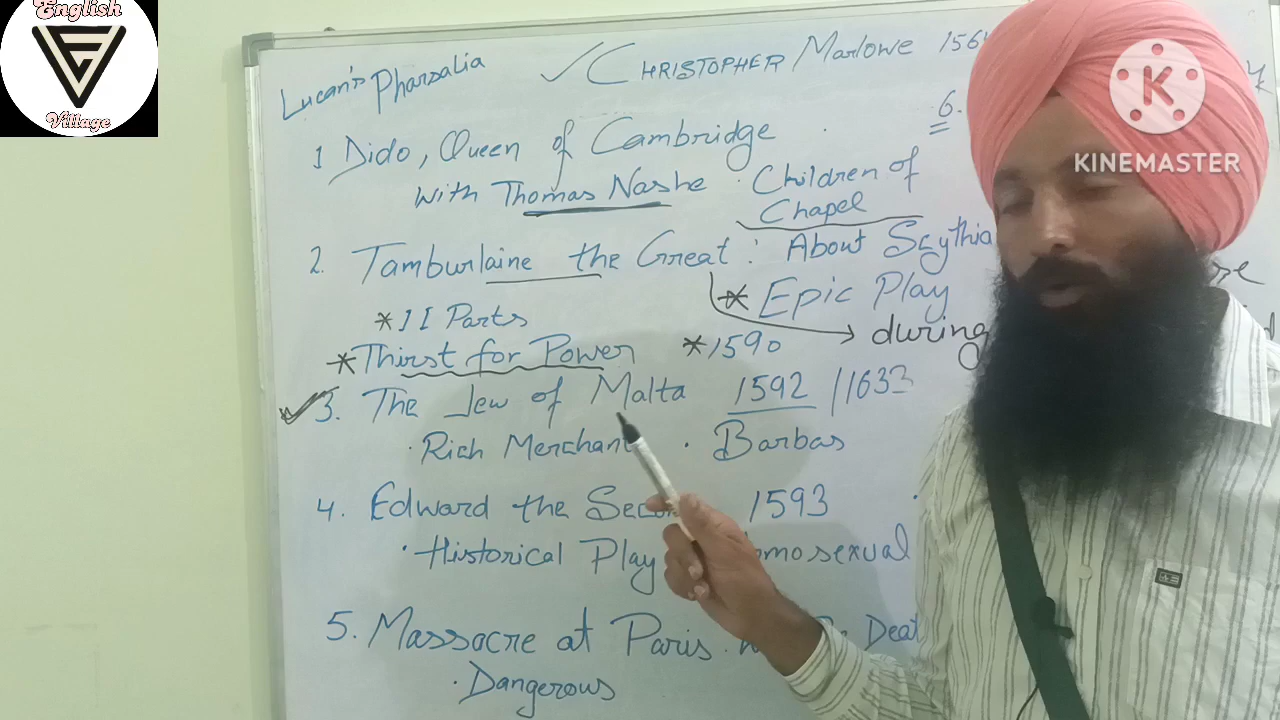 English
Village
Lucan's Pharsalia
✓ CHRISTOPHER Marlowe 1564
6.
K
KINEMASTER
1 Dido, Queen of Cambridge
With Thomas Nashe · Children of Chapel
2. Tamburlaine the Great : About Scythia
* Epic Play
* II Parts
during
* Thirst for Power * 1590
3. The Jew of Malta 1592 / 1633
· Rich Merchant · Barbas
4. Edward the 1593
· Historical Play
5. Massacre at Paris.
· Dangerous